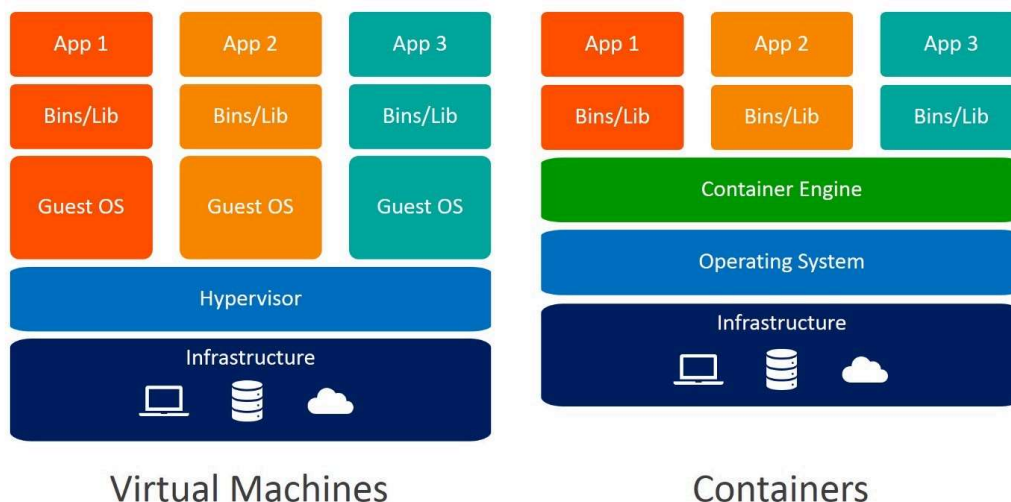 App 1
App 2
App 3
Bins/Lib
Bins/Lib
Bins/Lib
Guest OS
Guest OS
Guest OS
Hypervisor
Infrastructure
Virtual Machines
App 1
App 2
App 3
Bins/Lib
Bins/Lib
Bins/Lib
Container Engine
Operating System
Infrastructure
Containers